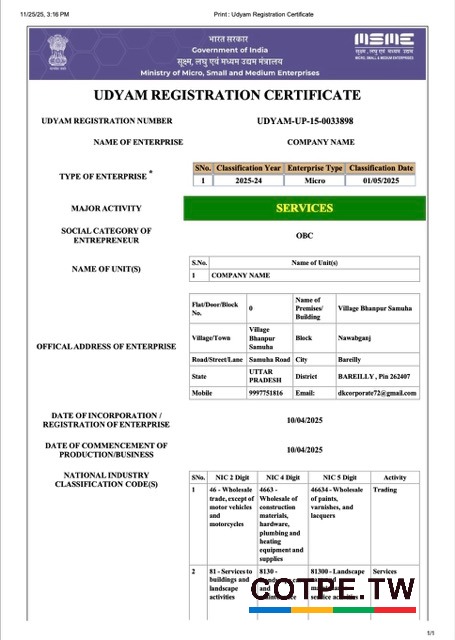 11/25/25, 3:16 PM
Print : Udyam Registration Certificate
भारत सरकार
Government of India
सूक्ष्म, लघु एवं मध्यम उद्यम मंत्रालय
Ministry of Micro, Small and Medium Enterprises
MSME
MICRO, SMALL & MEDIUM ENTERPRISES
UDYAM REGISTRATION CERTIFICATE
UDYAM REGISTRATION NUMBER UDYAM-UP-15-0033898
NAME OF ENTERPRISE COMPANY NAME
TYPE OF ENTERPRISE *
SNo. Classification Year Enterprise Type Classification Date
1 2025-24 Micro 01/05/2025
MAJOR ACTIVITY SERVICES
SOCIAL CATEGORY OF
ENTREPRENEUR
OBC
NAME OF UNIT(S)
S.No. Name of Unit(s)
1 COMPANY NAME
OFFICAL ADDRESS OF ENTERPRISE
Flat/Door/Block
No.
0
Name of
Premises/
Building
Village Bhanpur Samuha
Village/Town
Village
Bhanpur
Samuha
Block
Nawabganj
Road/Street/Lane Samuha Road City Bareilly
State
UTTAR
PRADESH
District
BAREILLY , Pin 262407
Mobile 9997751816 Email: dkcorporate72@gmail.com
DATE OF INCORPORATION /
REGISTRATION OF ENTERPRISE
10/04/2025
DATE OF COMMENCEMENT OF
PRODUCTION/BUSINESS
10/04/2025
NATIONAL INDUSTRY
CLASSIFICATION CODE(S)
SNo. NIC 2 Digit NIC 4 Digit NIC 5 Digit Activity
1
46 - Wholesale
trade, except of
motor vehicles
and
motorcycles
4663 -
Wholesale of
construction
materials,
hardware,
plumbing and
heating
equipment and
supplies
46634 - Wholesale
of paints,
varnishes, and
lacquers
Trading
2
81 - Services to
buildings and
landscape
activities
8130 -
81300 - Landscape
service activities
Services
GOTPE.TW
1/1